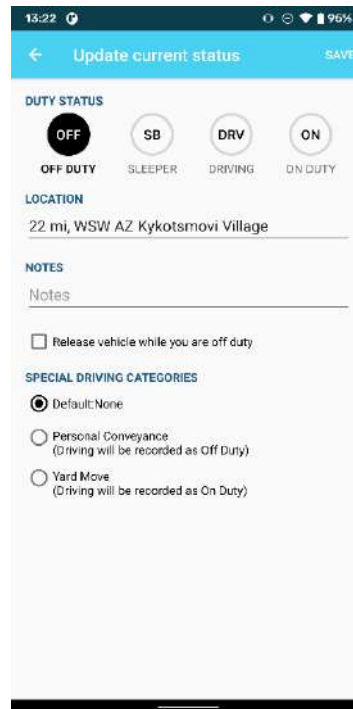 13:22 96%
Update current status SAVE
DUTY STATUS
OFF SB DRV ON
OFF DUTY SLEEPER DRIVING ON DUTY
LOCATION
22 mi, WSW AZ Kykotsmovi Village
NOTES
Notes
Release vehicle while you are off duty
SPECIAL DRIVING CATEGORIES
Default:None
Personal Conveyance
(Driving will be recorded as Off Duty)
Yard Move
(Driving will be recorded as On Duty)